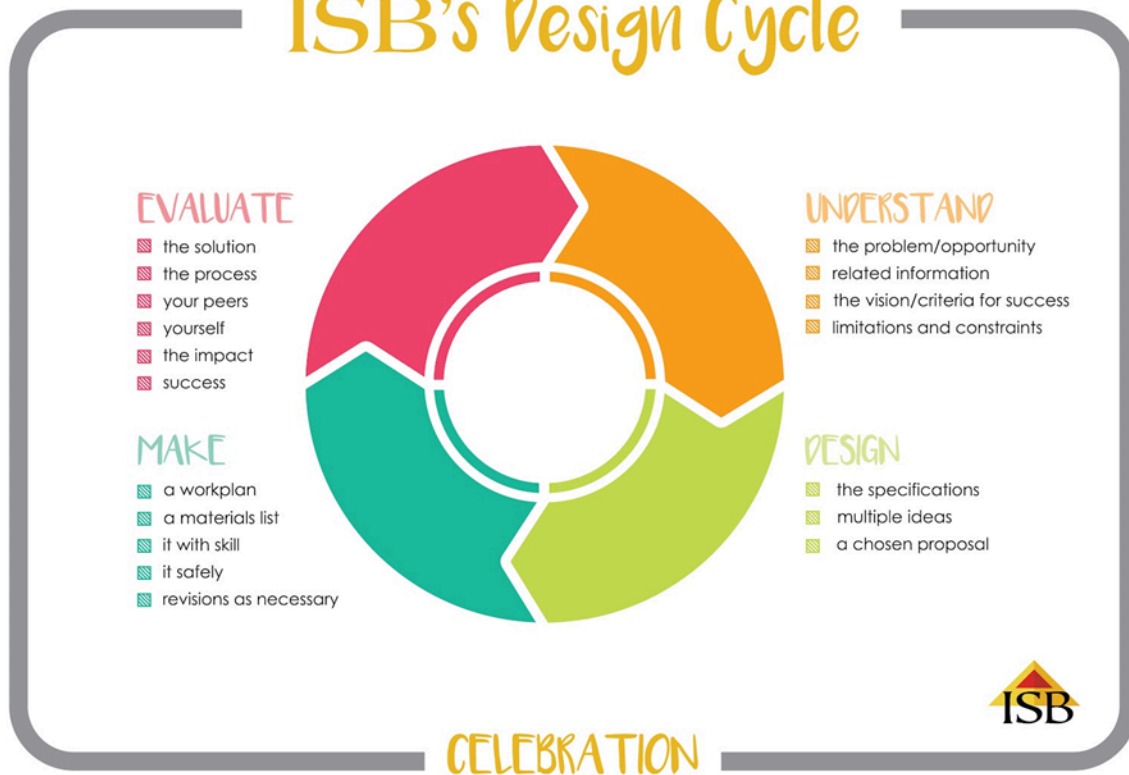 ISB's Design Cycle
EVALUATE
the solution
the process
your peers
yourself
the impact
success
UNDERSTAND
the problem/opportunity
related information
the vision/criteria for success
limitations and constraints
MAKE
a workplan
a materials list
it with skill
it safely
revisions as necessary
DESIGN
the specifications
multiple ideas
a chosen proposal
ISB
CELEBRATION